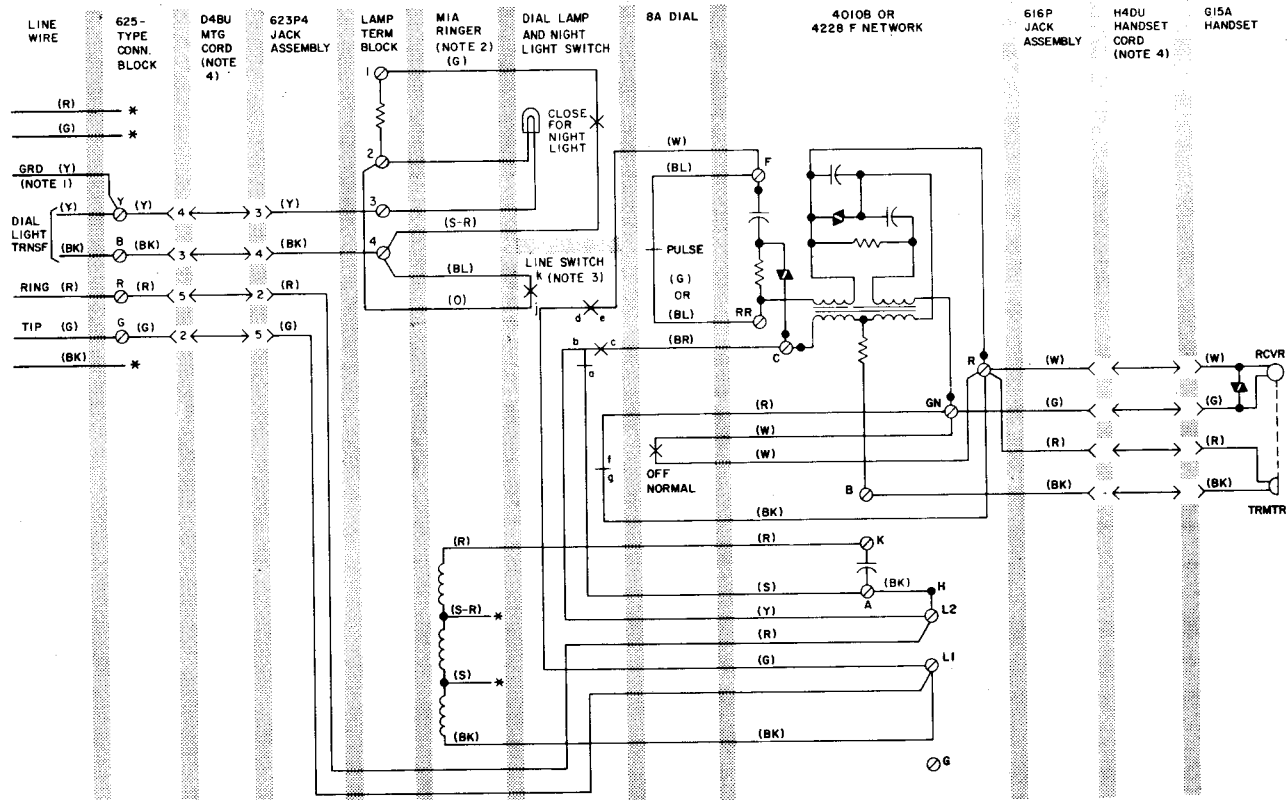 LINE
WIRE
625-
TYPE
CONN.
BLOCK
D4BU
MTG
CORD
(NOTE
4)
623P4
JACK
ASSEMBLY
LAMP
TERM
BLOCK
M1A
RINGER
(NOTE 2)
DIAL LAMP
AND NIGHT
LIGHT SWITCH
8A DIAL
4010B OR
4228 F NETWORK
616P
JACK
ASSEMBLY
H4DU
HANDSET
CORD
(NOTE 4)
G15A
HANDSET
(R) *
(G) *
GRD (Y)
(NOTE 1)
DIAL
LIGHT
TRNSF
(Y) Y (Y) 4 3 (Y) 3
(BK) B (BK) 3 4 (BK) 4
RING (R) R (R) 5 2 (R)
TIP (G) G (G) 2 5 (G)
(BK) *
1
2
(G)
CLOSE
FOR
NIGHT
LIGHT
(S-R)
(BL)
(O)
LINE SWITCH
(NOTE 3)
k
j
d e
b c
a
(W)
(BL)
PULSE
(G)
OR
(BL)
(BR)
F
RR
C
(R)
(W)
(W)
OFF
NORMAL
f
g
(BK)
GN
R
B
(W) (W) RCVR
(G) (G)
(R) (R)
(BK) (BK)
TRMTR
(R) (R) K
(S-R) *
(S) *
(BK)
(S) A (BK) H
(Y) L2
(R)
(G) L1
(BK)
G